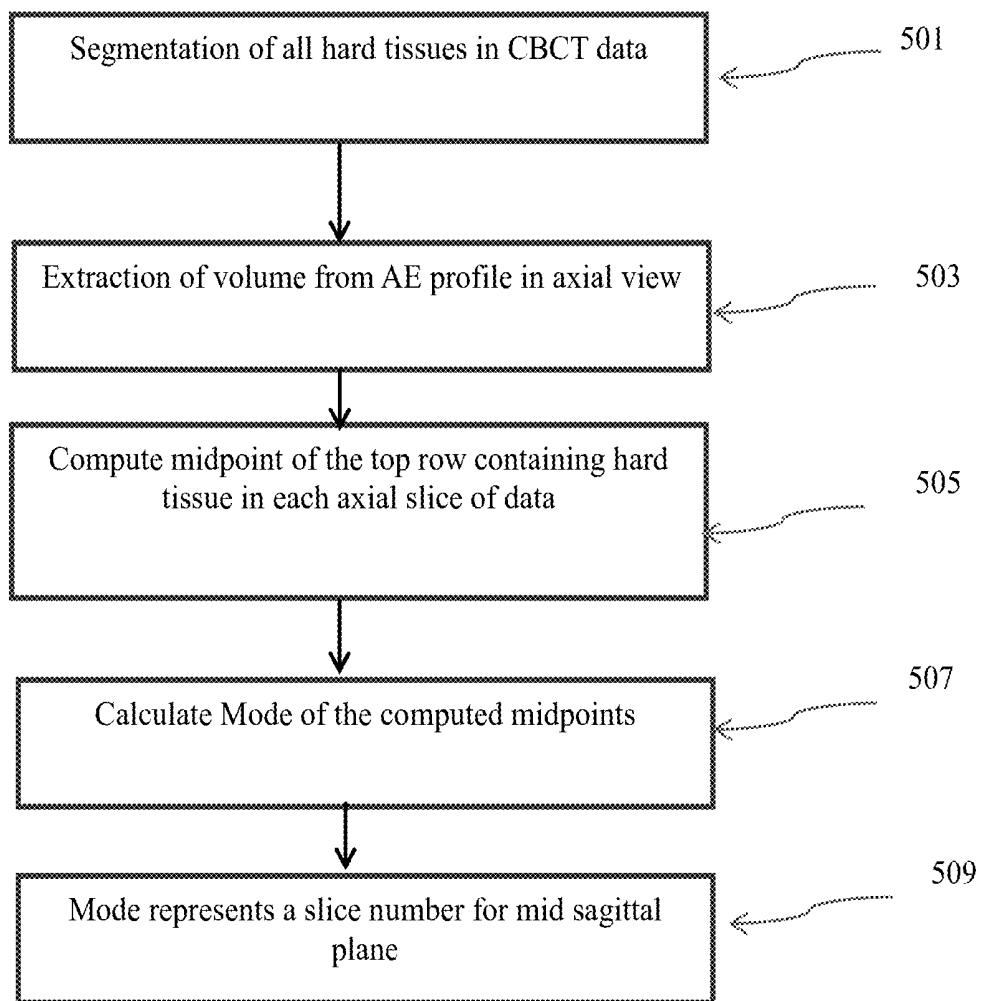 Segmentation of all hard tissues in CBCT data
501
Extraction of volume from AE profile in axial view
503
Compute midpoint of the top row containing hard
tissue in each axial slice of data
505
Calculate Mode of the computed midpoints
507
Mode represents a slice number for mid sagittal
plane
509